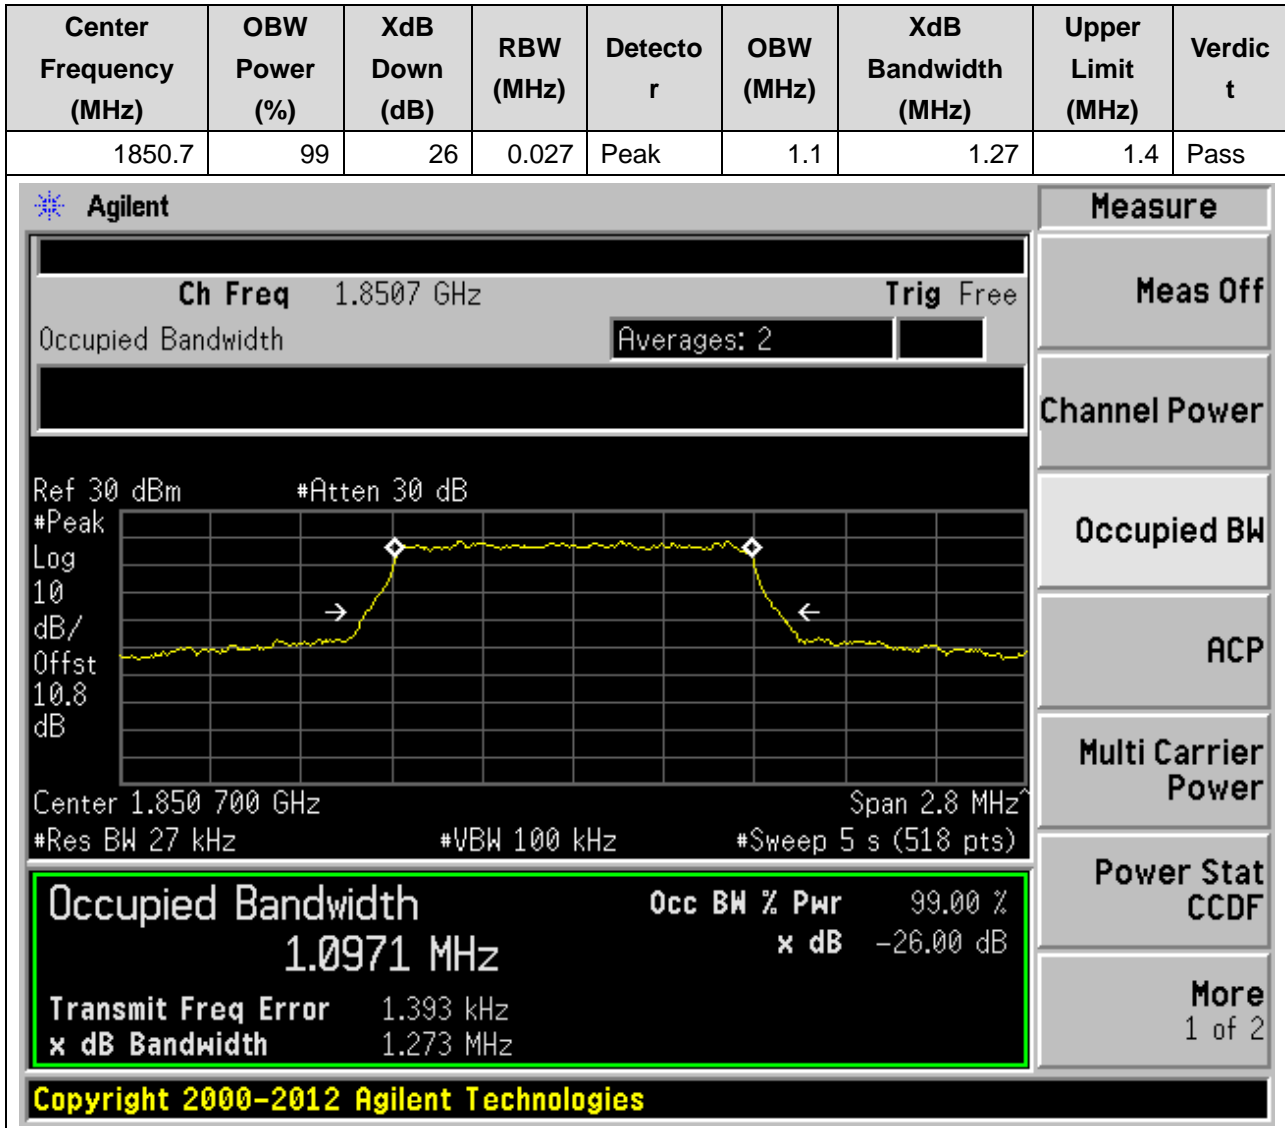 Center Frequency (MHz) OBW Power (%) XdB Down (dB) RBW (MHz) Detecto r OBW (MHz) XdB Bandwidth (MHz) Upper Limit (MHz) Verdic t
1850.7 99 26 0.027 Peak 1.1 1.27 1.4 Pass
Agilent
Measure
Ch Freq 1.8507 GHz Trig Free
Occupied Bandwidth Averages: 2
Meas Off
Channel Power
Occupied BW
ACP
Multi Carrier
Power
Power Stat
CCDF
More
1 of 2
Ref 30 dBm #Atten 30 dB
#Peak
Log
10
dB/
Offst
10.8
dB
Center 1.850 700 GHz Span 2.8 MHz^
#Res BW 27 kHz #VBW 100 kHz #Sweep 5 s (518 pts)
Occupied Bandwidth Occ BW % Pwr 99.00 %
1.0971 MHz x dB -26.00 dB
Transmit Freq Error 1.393 kHz
x dB Bandwidth 1.273 MHz
Copyright 2000-2012 Agilent Technologies